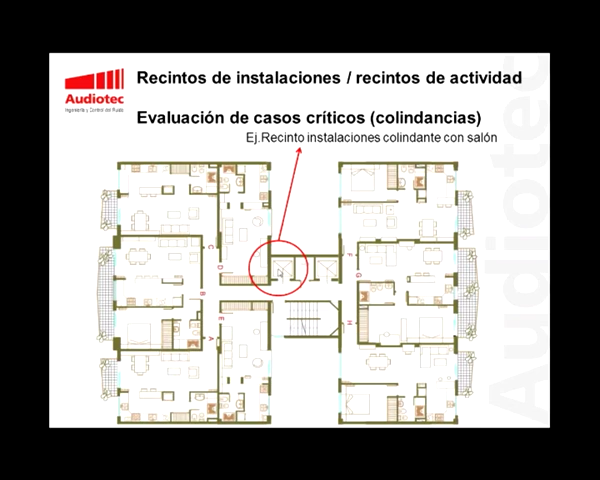 Recintos de instalaciones / recintos de actividad
Audiotec
Ingeniería y Control del Ruido
Evaluación de casos críticos (colindancias)
Ej.Recinto instalaciones colindante con salón
Audiotec
C
D
F
G
B
E
H
A